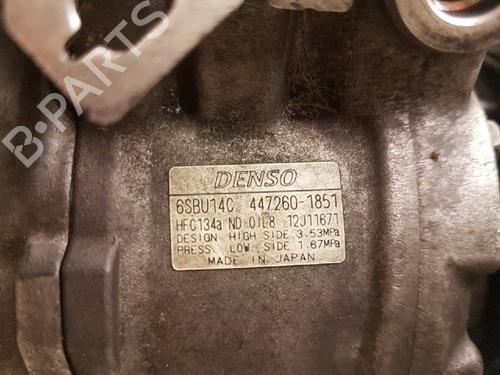 B-PARTS
DENSO
6SBU14C 447260-1851
HFC134a ND OIL8 12J11671
DESIGN HIGH SIDE 3.53MPa
PRESS LOW SIDE 1.67MPa
MADE IN JAPAN